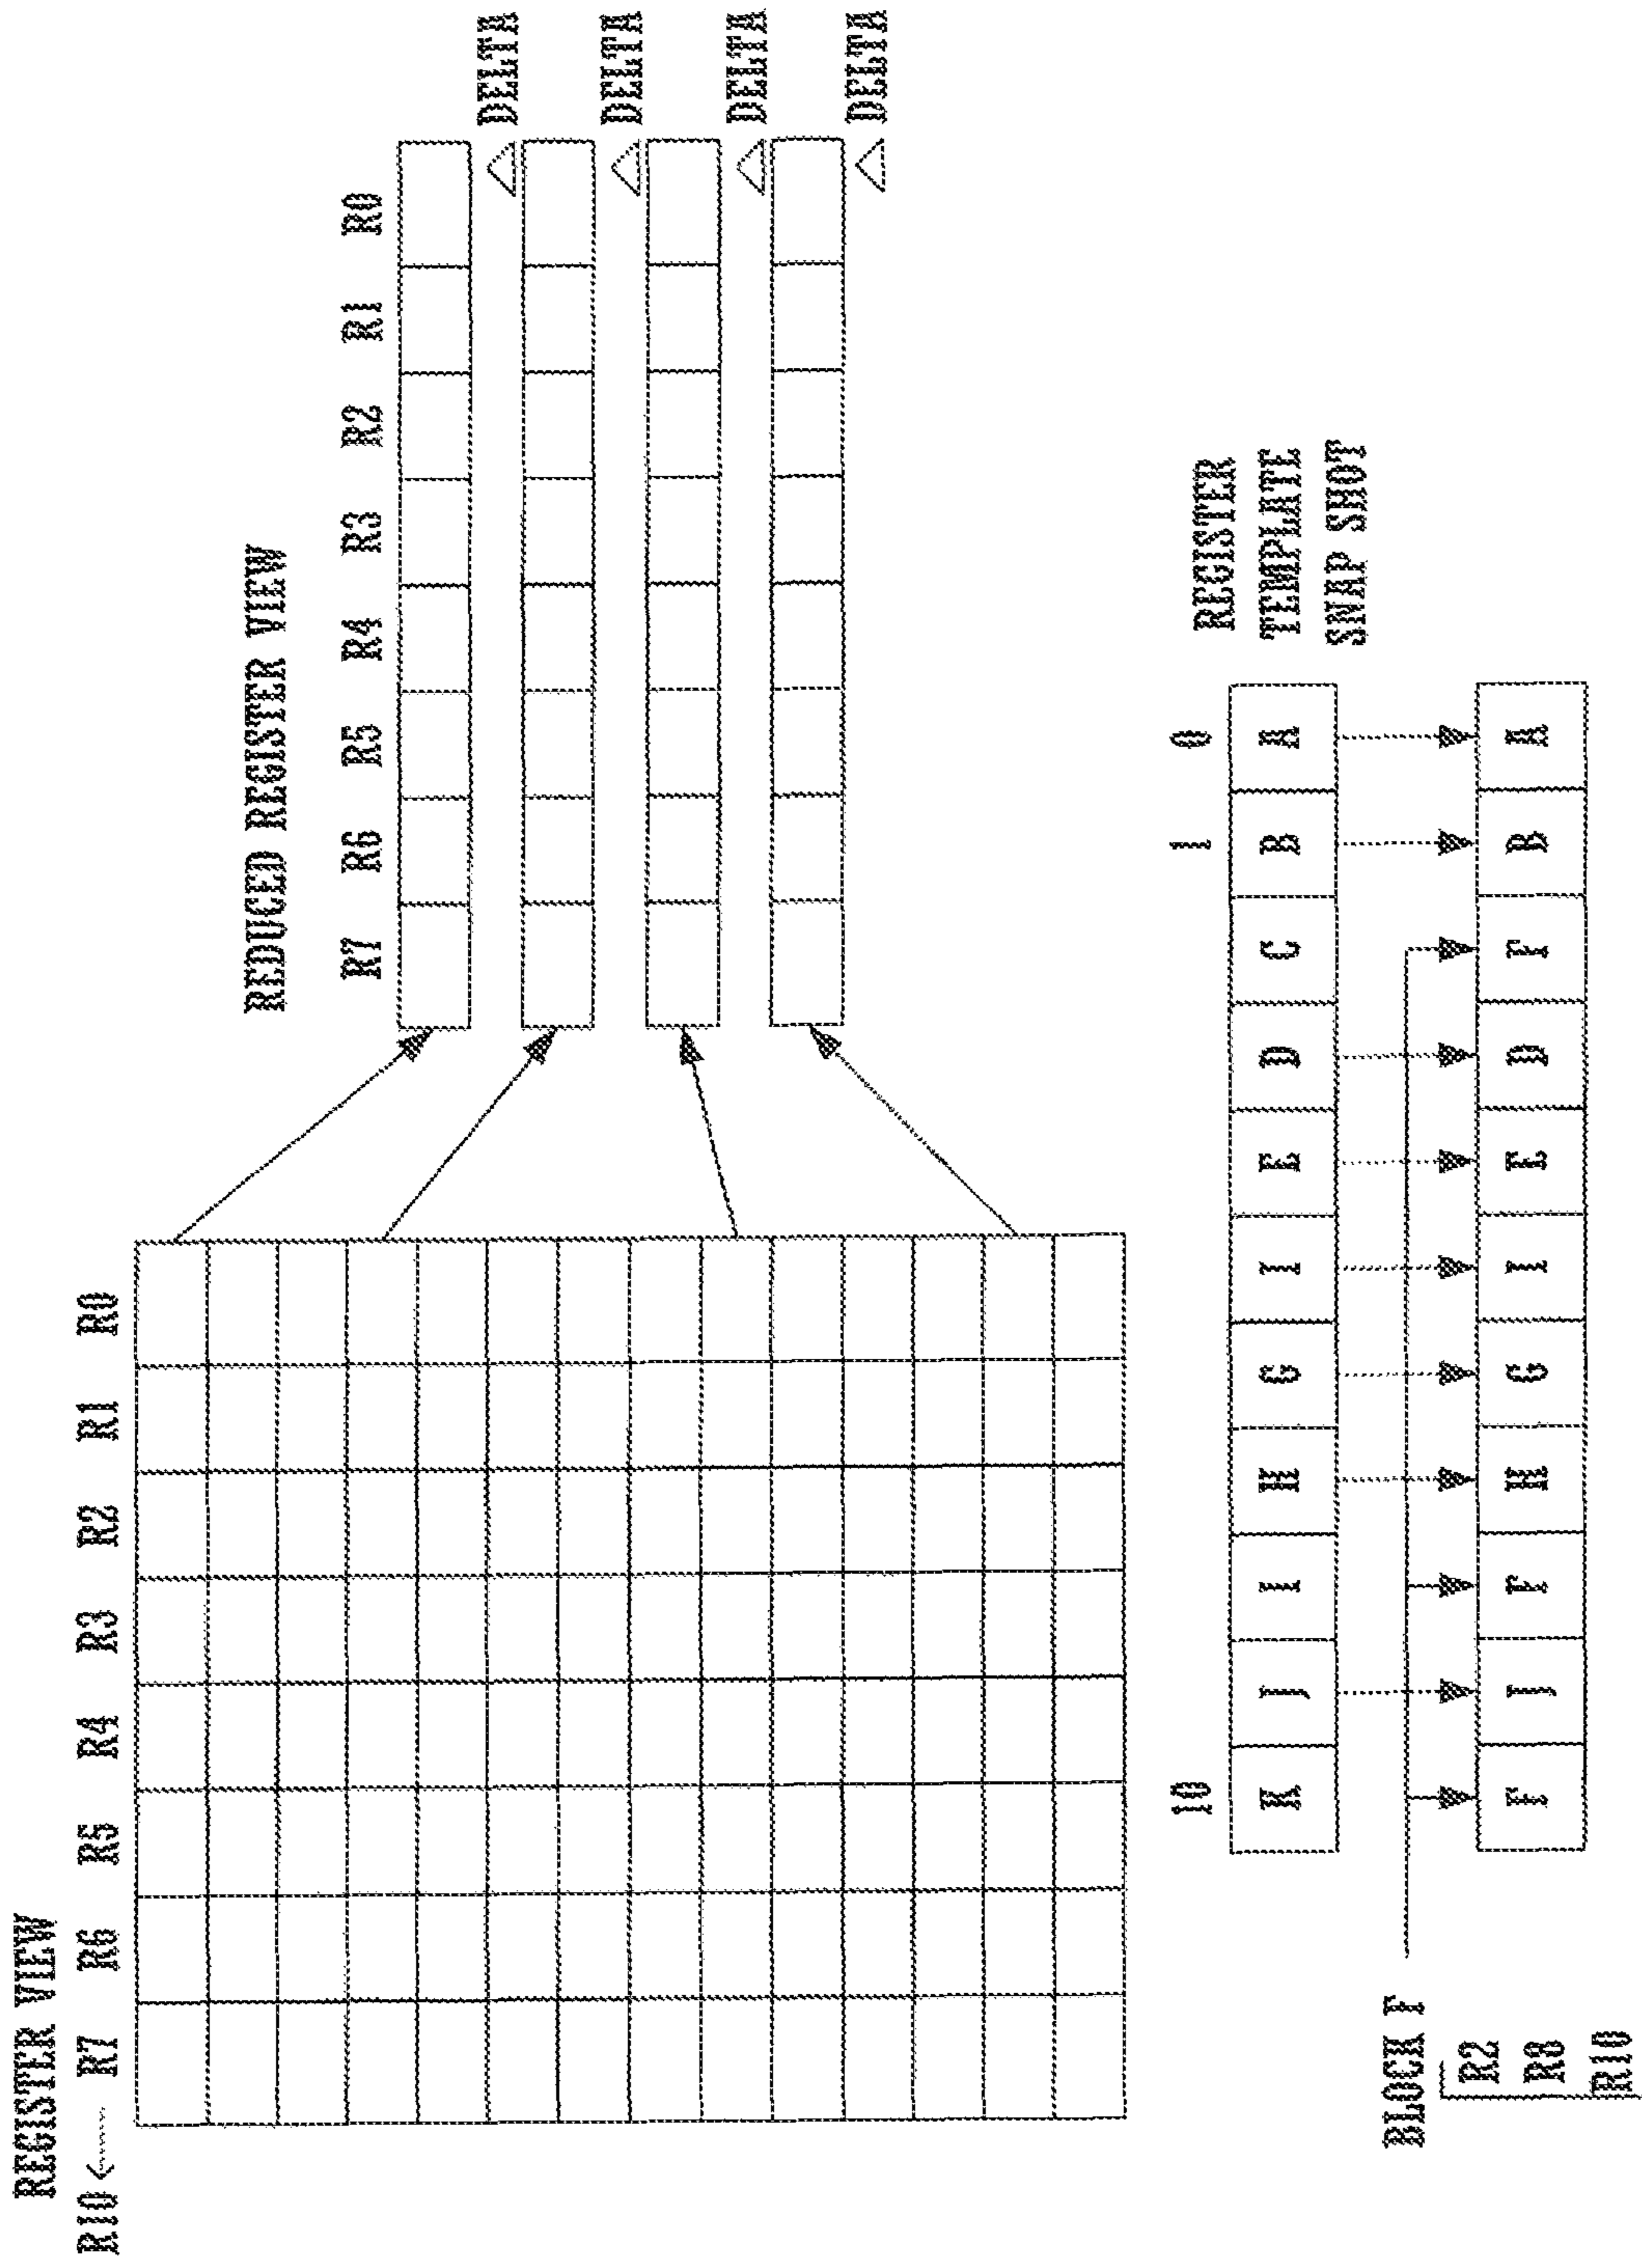 REGISTER VIEW
R10 ← R7 R6 R5 R4 R3 R2 R1 R0
REDUCED REGISTER VIEW
R7 R6 R5 R4 R3 R2 R1 R0
△ DELTA
△ DELTA
△ DELTA
△ DELTA
10 1 0
K J I H G I E D C B A
REGISTER
TEMPLATE
SNAP SHOT
BLOCK F
R2
R8
R10
F J F H G I E D F B A